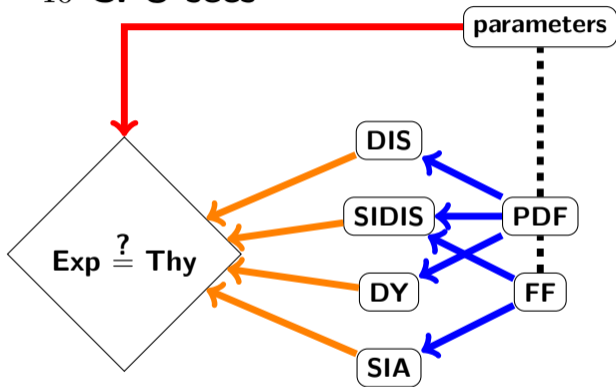 parameters
DIS
SIDIS
PDF
Exp ≟ Thy
DY
FF
SIA